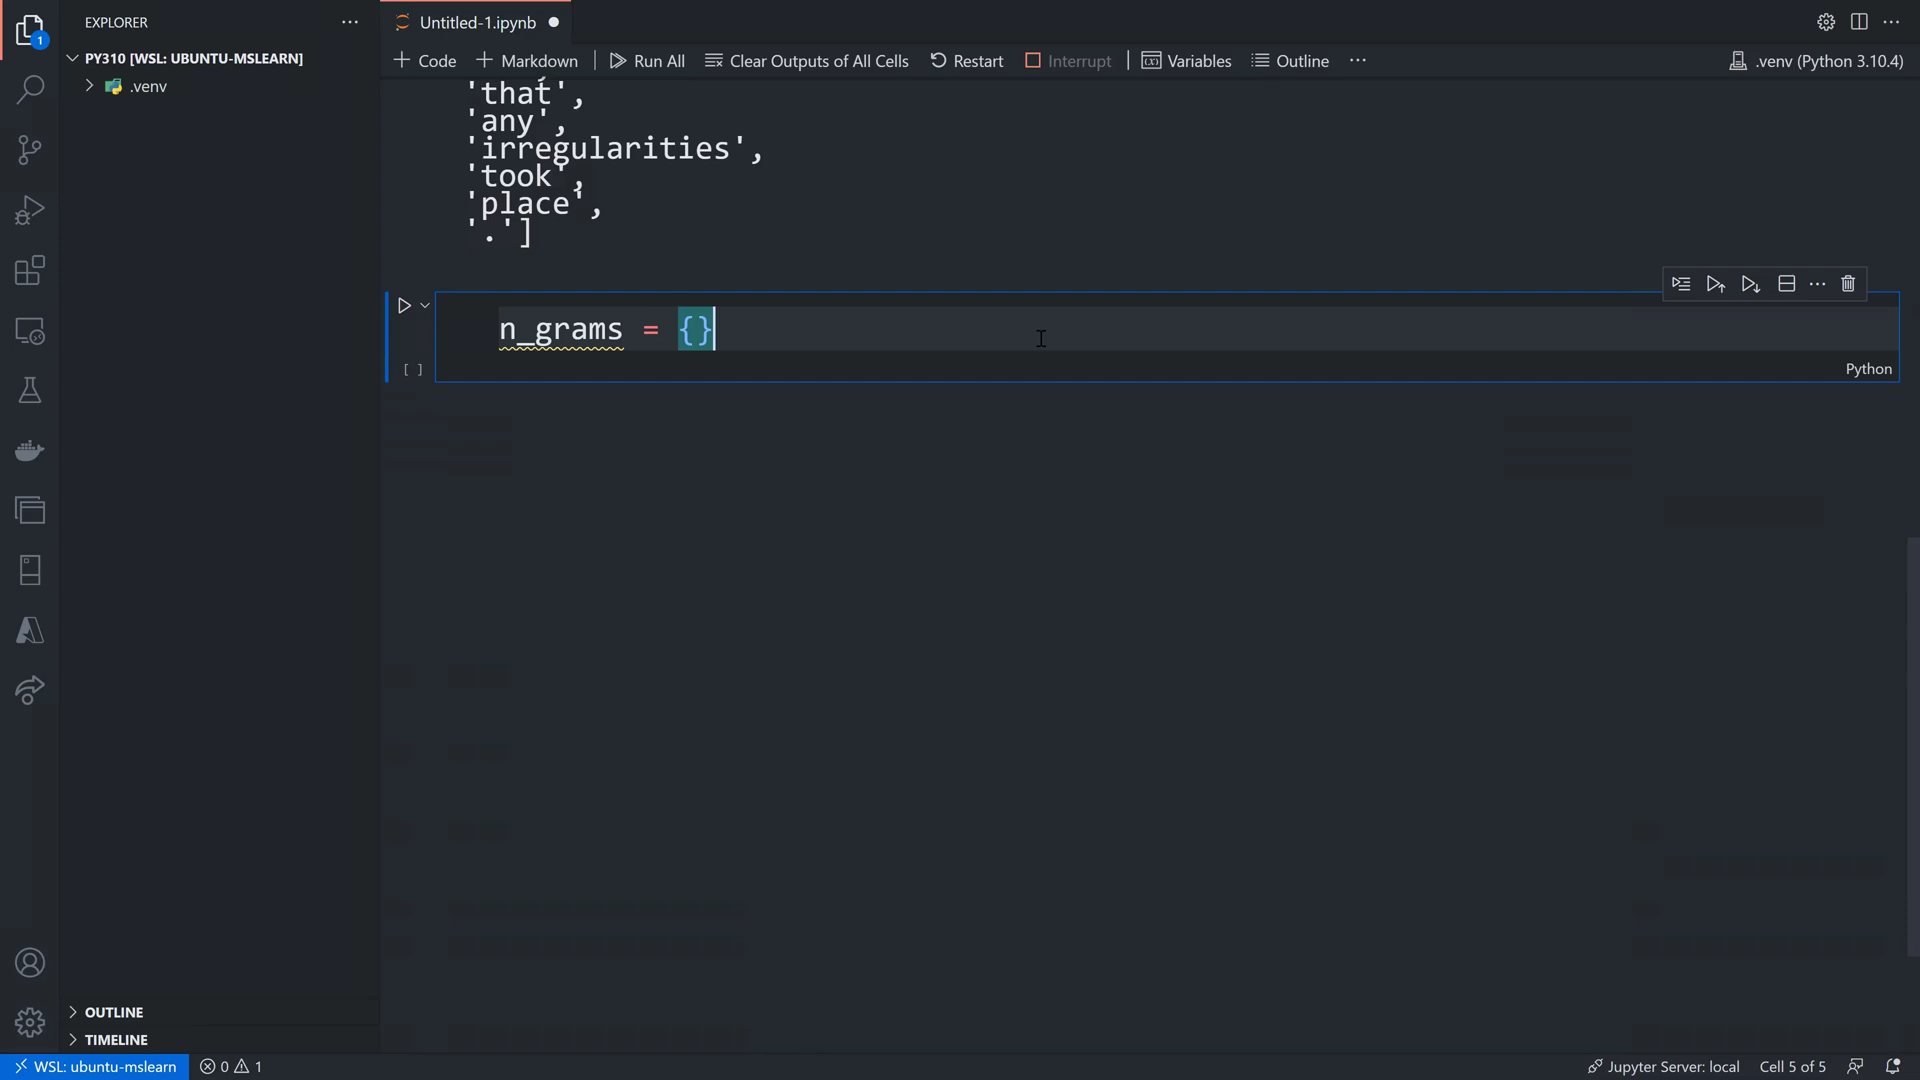 EXPLORER
Untitled-1.ipynb
1
PY310 [WSL: UBUNTU-MSLEARN]
.venv
Code
Markdown
Run All
Clear Outputs of All Cells
Restart
Interrupt
Variables
Outline
.venv (Python 3.10.4)
'that',
'any',
'irregularities',
'took',
'place',
'.']
n_grams = {}
[ ]
Python
OUTLINE
TIMELINE
WSL: ubuntu-mslearn
0
1
Jupyter Server: local
Cell 5 of 5